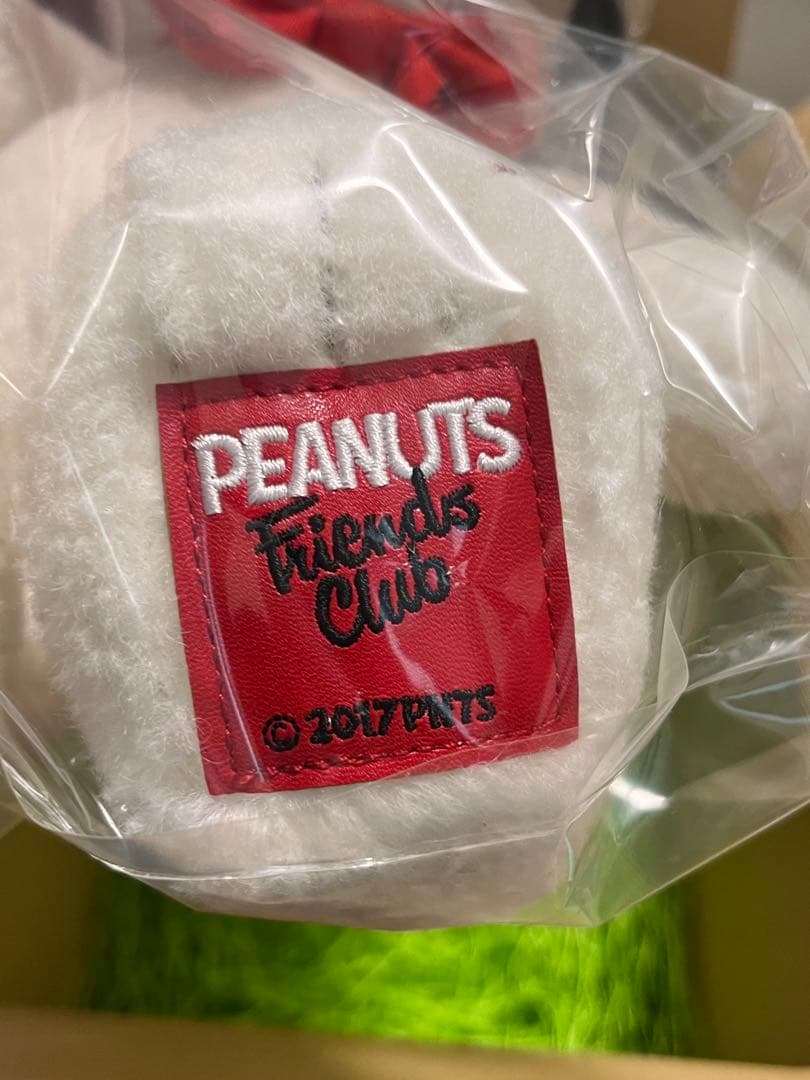 PEANUTS
Friends
Club
© 2017 PNTS